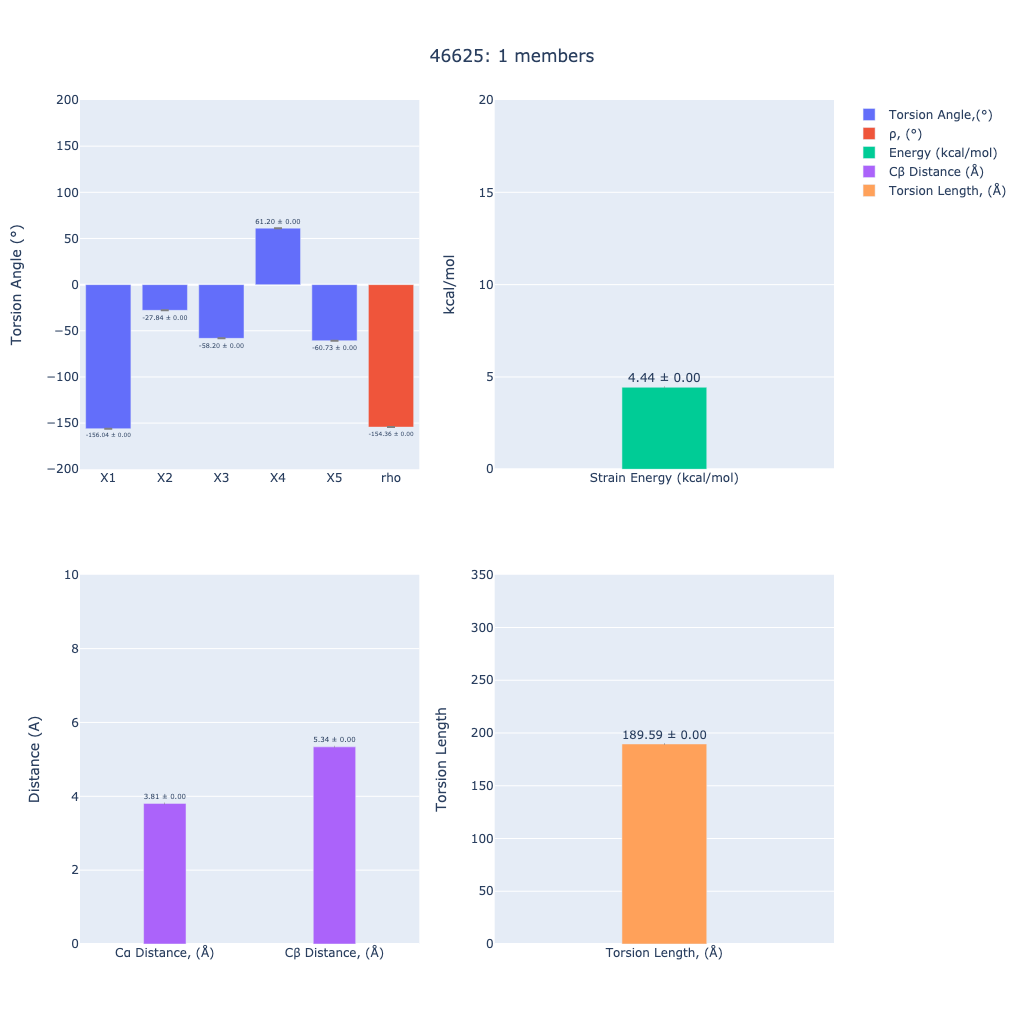 46625: 1 members
Torsion Angle (°)
200
150
100
50
0
−50
−100
−150
−200
-156.04 ± 0.00
-27.84 ± 0.00
-58.20 ± 0.00
61.20 ± 0.00
-60.73 ± 0.00
-154.36 ± 0.00
X1 X2 X3 X4 X5 rho
kcal/mol
20
15
10
5
0
4.44 ± 0.00
Strain Energy (kcal/mol)
Torsion Angle,(°)
ρ, (°)
Energy (kcal/mol)
Cβ Distance (Å)
Torsion Length, (Å)
Distance (A)
10
8
6
4
2
0
3.81 ± 0.00
5.34 ± 0.00
Cα Distance, (Å) Cβ Distance, (Å)
Torsion Length
350
300
250
200
150
100
50
0
189.59 ± 0.00
Torsion Length, (Å)